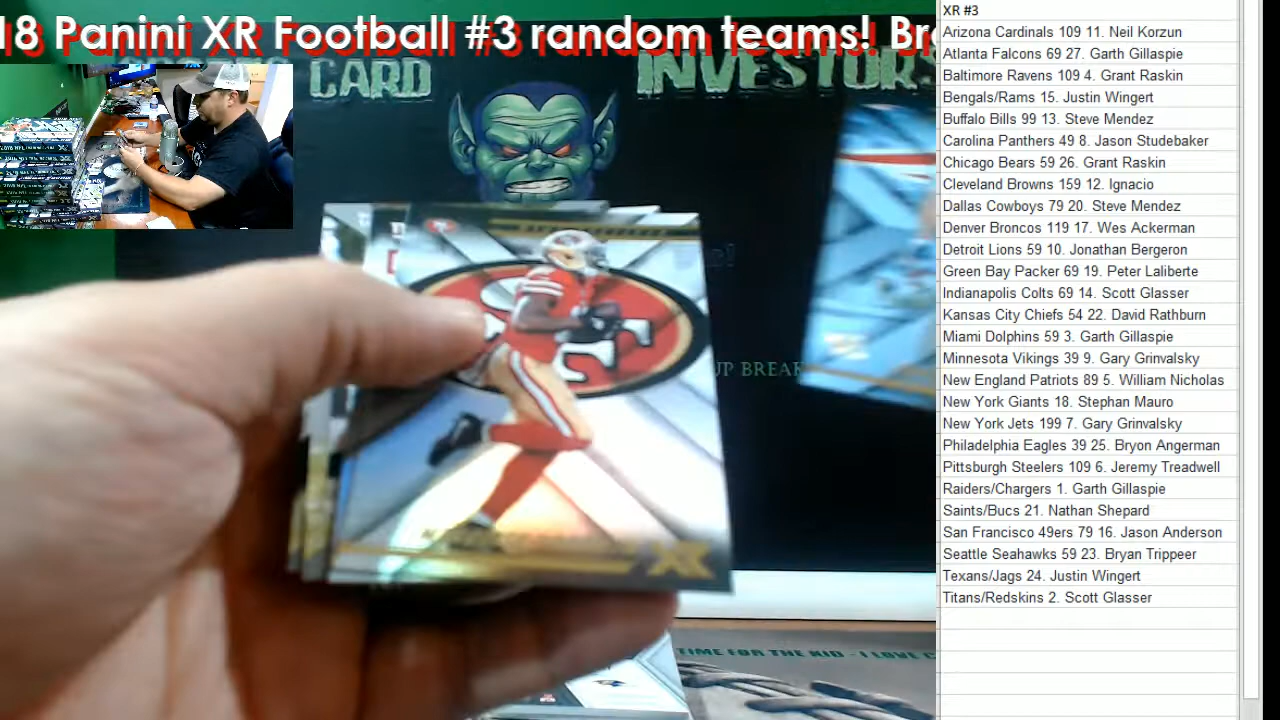 18 Panini XR Football #3 random teams! Br
CARD INVESTORS
UP BREAK
XR
TIME FOR THE KID - I LOVE C
XR #3
Arizona Cardinals 109 11. Neil Korzun
Atlanta Falcons 69 27. Garth Gillaspie
Baltimore Ravens 109 4. Grant Raskin
Bengals/Rams 15. Justin Wingert
Buffalo Bills 99 13. Steve Mendez
Carolina Panthers 49 8. Jason Studebaker
Chicago Bears 59 26. Grant Raskin
Cleveland Browns 159 12. Ignacio
Dallas Cowboys 79 20. Steve Mendez
Denver Broncos 119 17. Wes Ackerman
Detroit Lions 59 10. Jonathan Bergeron
Green Bay Packer 69 19. Peter Laliberte
Indianapolis Colts 69 14. Scott Glasser
Kansas City Chiefs 54 22. David Rathburn
Miami Dolphins 59 3. Garth Gillaspie
Minnesota Vikings 39 9. Gary Grinvalsky
New England Patriots 89 5. William Nicholas
New York Giants 18. Stephan Mauro
New York Jets 199 7. Gary Grinvalsky
Philadelphia Eagles 39 25. Bryon Angerman
Pittsburgh Steelers 109 6. Jeremy Treadwell
Raiders/Chargers 1. Garth Gillaspie
Saints/Bucs 21. Nathan Shepard
San Francisco 49ers 79 16. Jason Anderson
Seattle Seahawks 59 23. Bryan Trippeer
Texans/Jags 24. Justin Wingert
Titans/Redskins 2. Scott Glasser